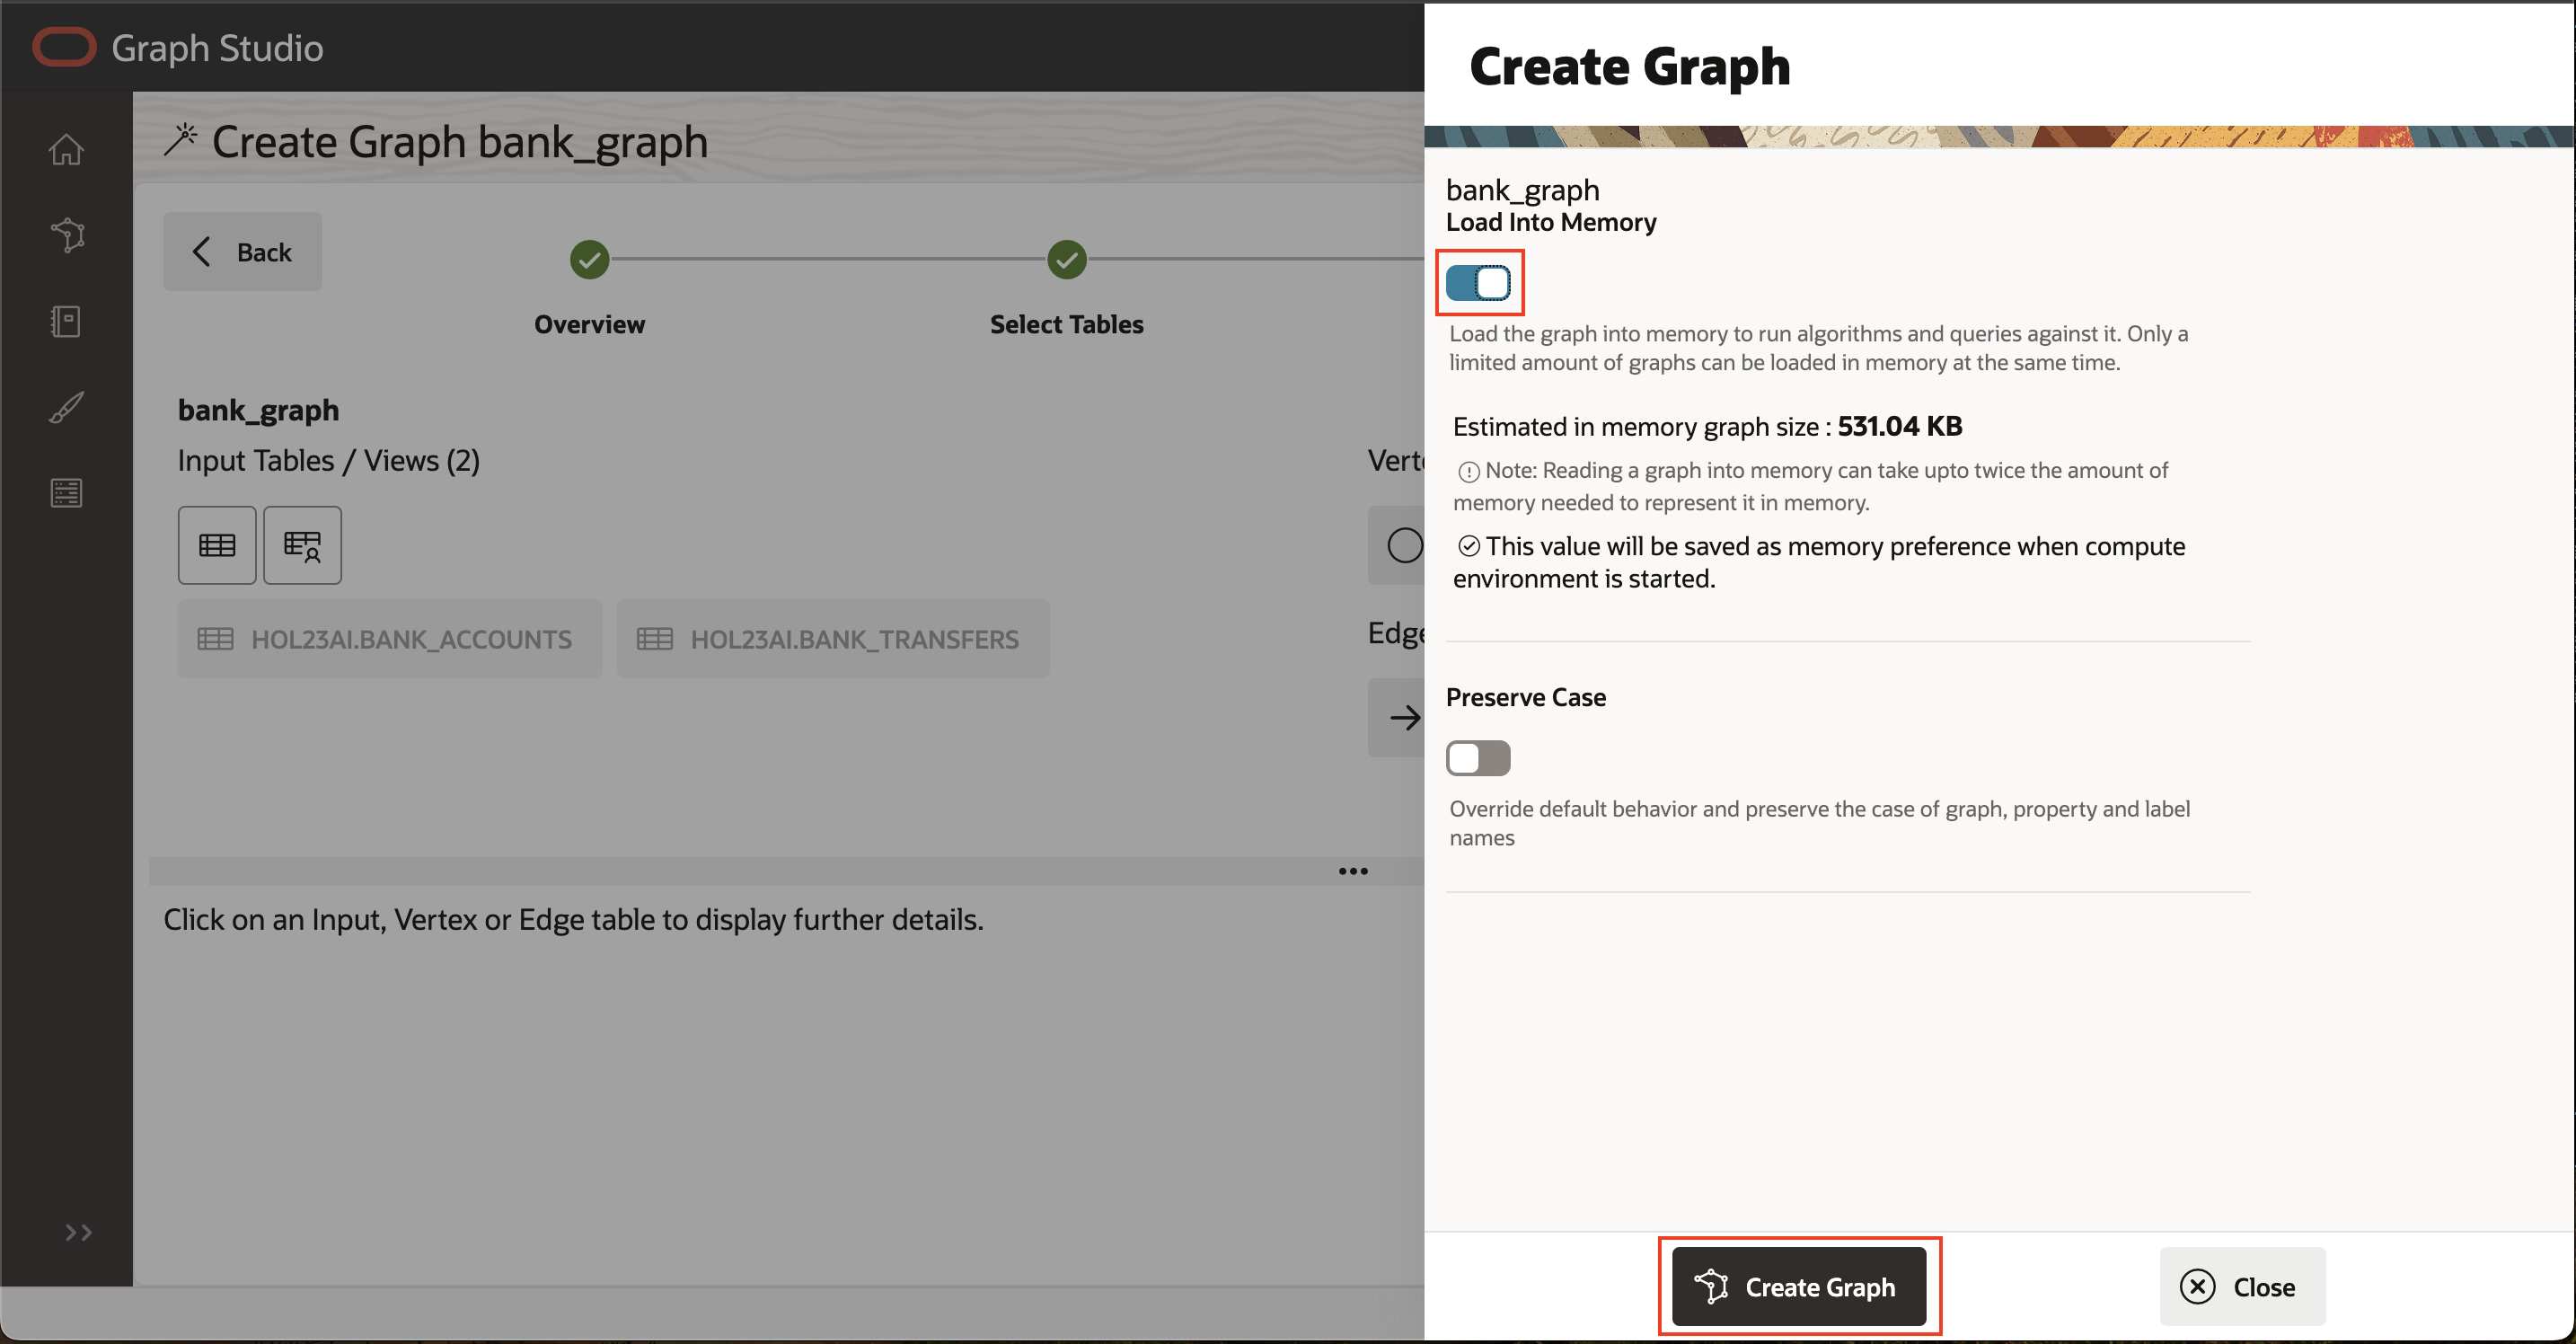 Graph Studio
Create Graph bank_graph
Back
Overview
Select Tables
bank_graph
Input Tables / Views (2)
HOL23AI.BANK_ACCOUNTS
HOL23AI.BANK_TRANSFERS
Click on an Input, Vertex or Edge table to display further details.
Create Graph
bank_graph
Load Into Memory
Load the graph into memory to run algorithms and queries against it. Only a
limited amount of graphs can be loaded in memory at the same time.
Estimated in memory graph size : 531.04 KB
Note: Reading a graph into memory can take upto twice the amount of
memory needed to represent it in memory.
This value will be saved as memory preference when compute
environment is started.
Preserve Case
Override default behavior and preserve the case of graph, property and label
names
Create Graph
Close